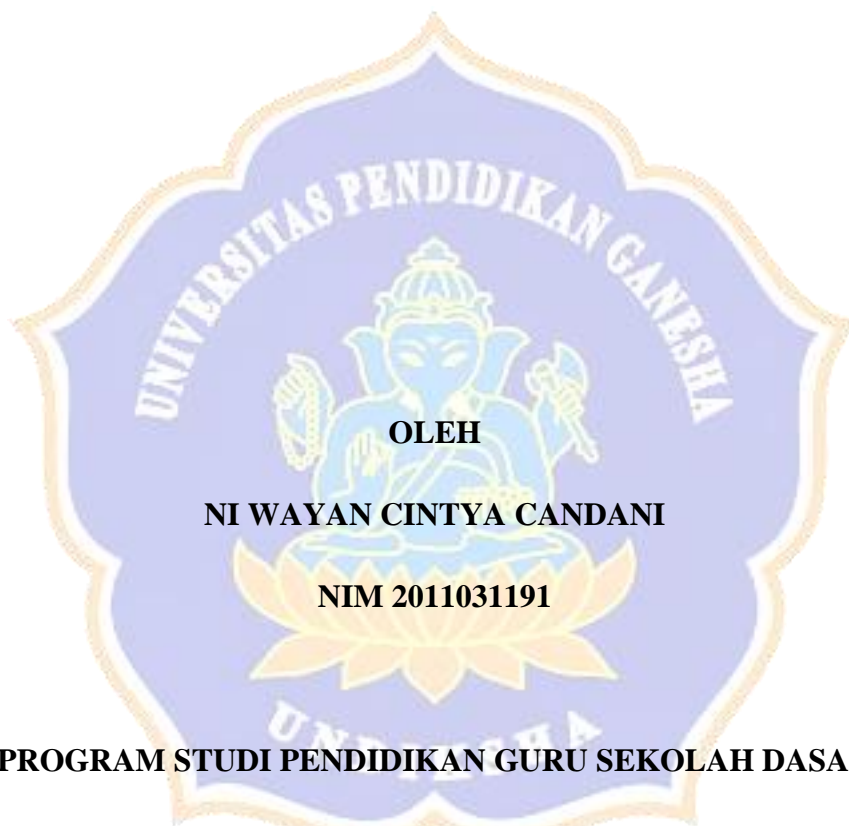 UNIVERSITAS PENDIDIKAN GANESHA
OLEH
NI WAYAN CINTYA CANDANI
NIM 2011031191
PROGRAM STUDI PENDIDIKAN GURU SEKOLAH DASA